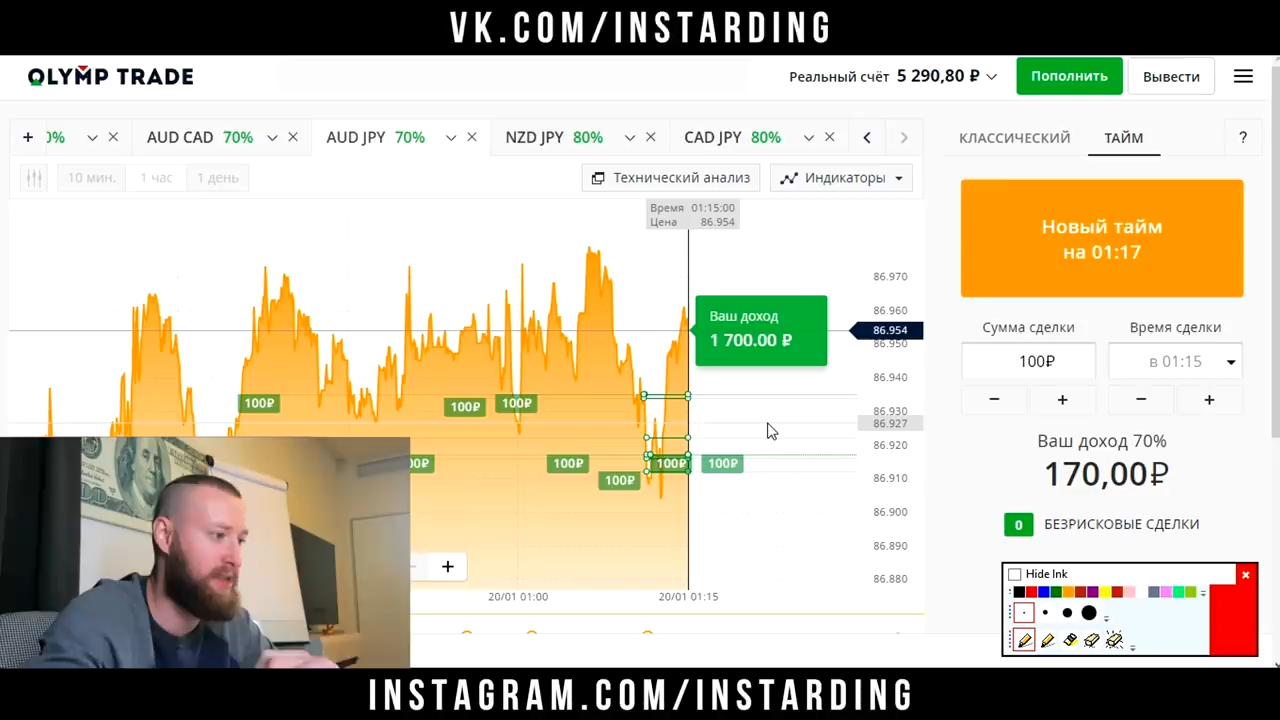 VK.COM/INSTARDING
OLYMP TRADE
Реальный счёт 5 290,80 ₽
Пополнить
Вывести
+ 0%
AUD CAD 70%
AUD JPY 70%
NZD JPY 80%
CAD JPY 80%
КЛАССИЧЕСКИЙ
ТАЙМ
?
10 мин.
1 час
1 день
Технический анализ
Индикаторы
Время 01:15:00
Цена 86.954
Новый тайм
на 01:17
86.970
86.960
86.954
86.950
86.940
86.930
86.927
86.920
86.910
86.900
86.890
86.880
Ваш доход
1 700.00 ₽
Сумма сделки
Время сделки
100₽
в 01:15
− +
− +
100₽
100₽
100₽
00₽
100₽
100₽
100₽
100₽
Ваш доход 70%
170,00₽
0 БЕЗРИСКОВЫЕ СДЕЛКИ
+
Hide Ink
20/01 01:00
20/01 01:15
INSTAGRAM.COM/INSTARDING